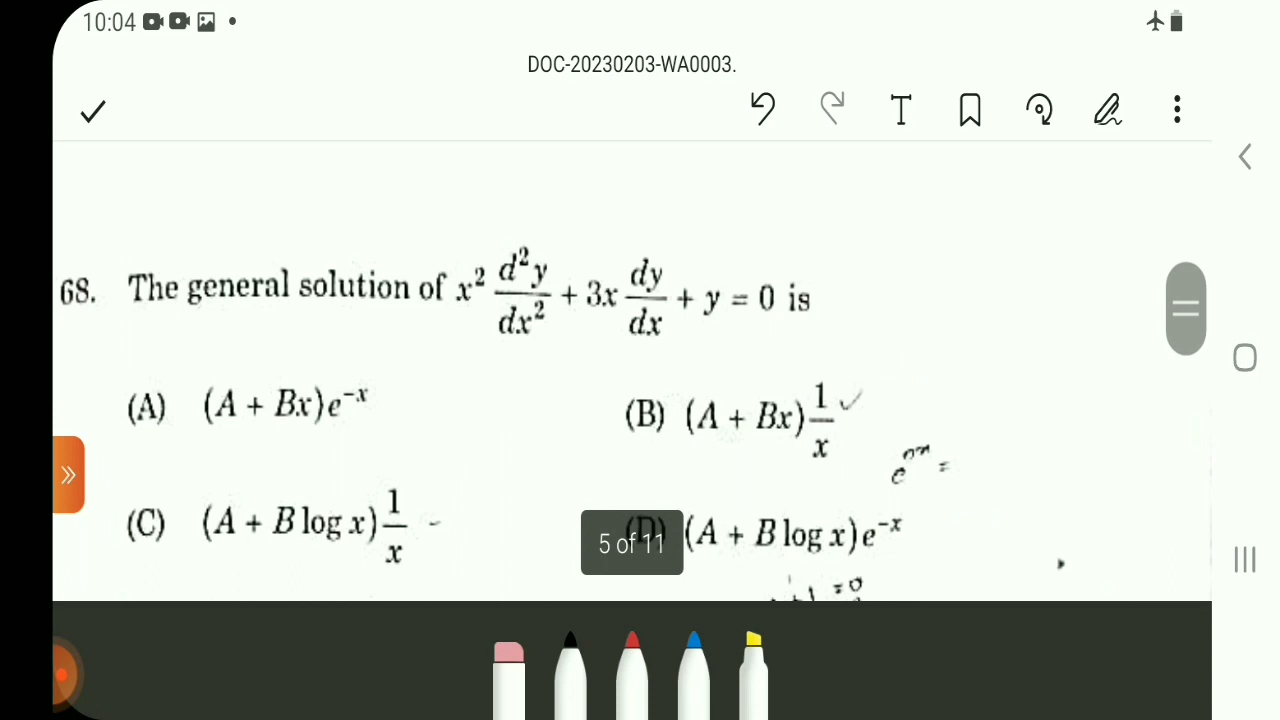 10:04
DOC-20230203-WA0003.
T
68. The general solution of x² d²y/dx² + 3x dy/dx + y = 0 is
(A) (A + Bx)e⁻ˣ
(B) (A + Bx) 1/x ✓
(C) (A + B log x) 1/x -
(D) (A + B log x)e⁻ˣ
5 of 11